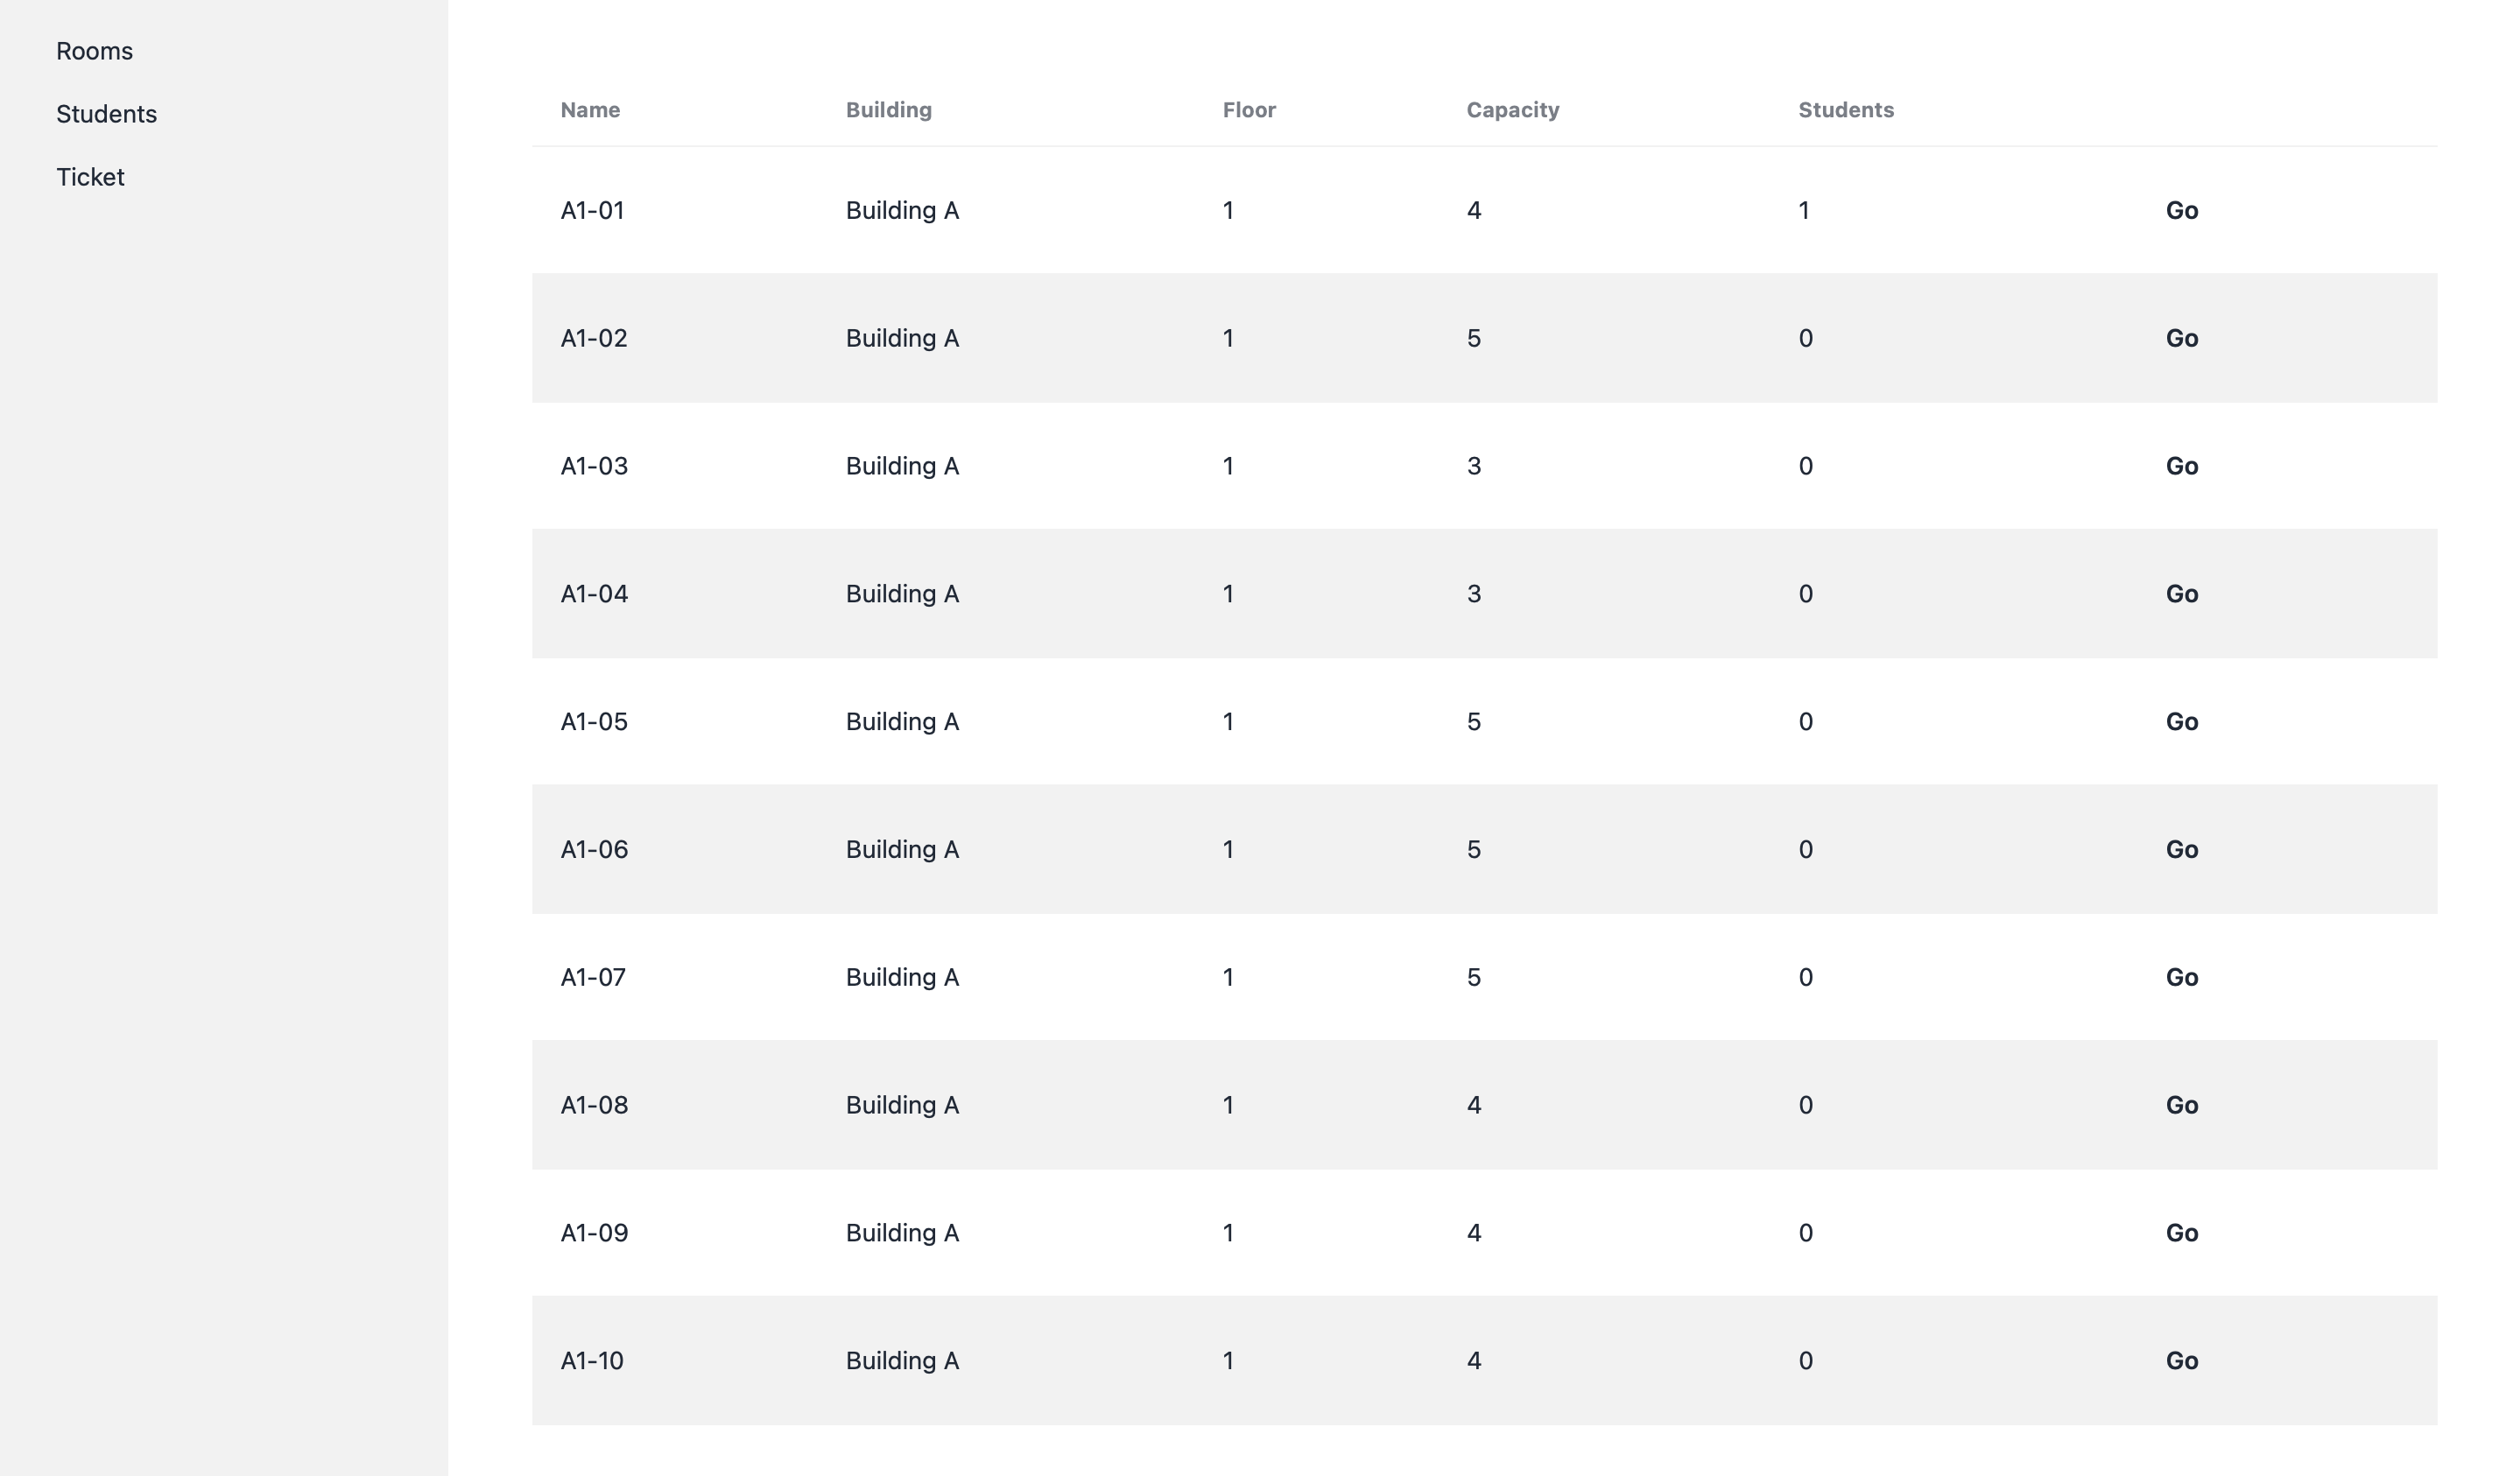 Rooms
Students
Ticket
Name Building Floor Capacity Students
A1-01 Building A 1 4 1 Go
A1-02 Building A 1 5 0 Go
A1-03 Building A 1 3 0 Go
A1-04 Building A 1 3 0 Go
A1-05 Building A 1 5 0 Go
A1-06 Building A 1 5 0 Go
A1-07 Building A 1 5 0 Go
A1-08 Building A 1 4 0 Go
A1-09 Building A 1 4 0 Go
A1-10 Building A 1 4 0 Go